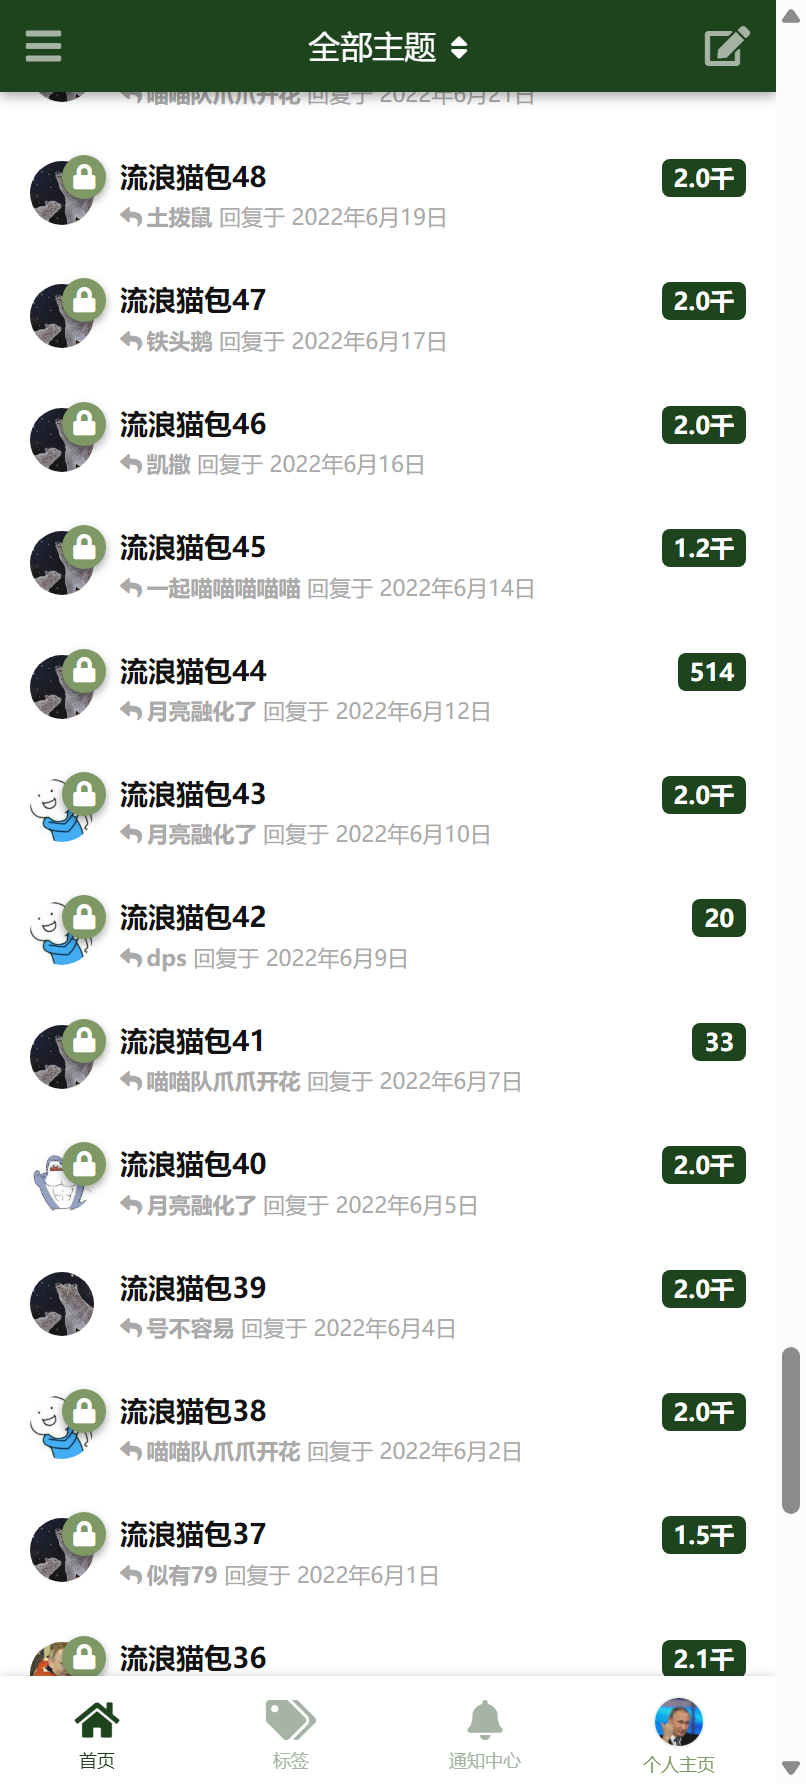 全部主题
喵喵队爪爪开花 回复于 2022年6月21日
流浪猫包48
2.0千
土拨鼠 回复于 2022年6月19日
流浪猫包47
2.0千
铁头鹅 回复于 2022年6月17日
流浪猫包46
2.0千
凯撒 回复于 2022年6月16日
流浪猫包45
1.2千
一起喵喵喵喵喵 回复于 2022年6月14日
流浪猫包44
514
月亮融化了 回复于 2022年6月12日
流浪猫包43
2.0千
月亮融化了 回复于 2022年6月10日
流浪猫包42
20
dps 回复于 2022年6月9日
流浪猫包41
33
喵喵队爪爪开花 回复于 2022年6月7日
流浪猫包40
2.0千
月亮融化了 回复于 2022年6月5日
流浪猫包39
2.0千
号不容易 回复于 2022年6月4日
流浪猫包38
2.0千
喵喵队爪爪开花 回复于 2022年6月2日
流浪猫包37
1.5千
似有79 回复于 2022年6月1日
流浪猫包36
2.1千
首页
标签
通知中心
个人主页